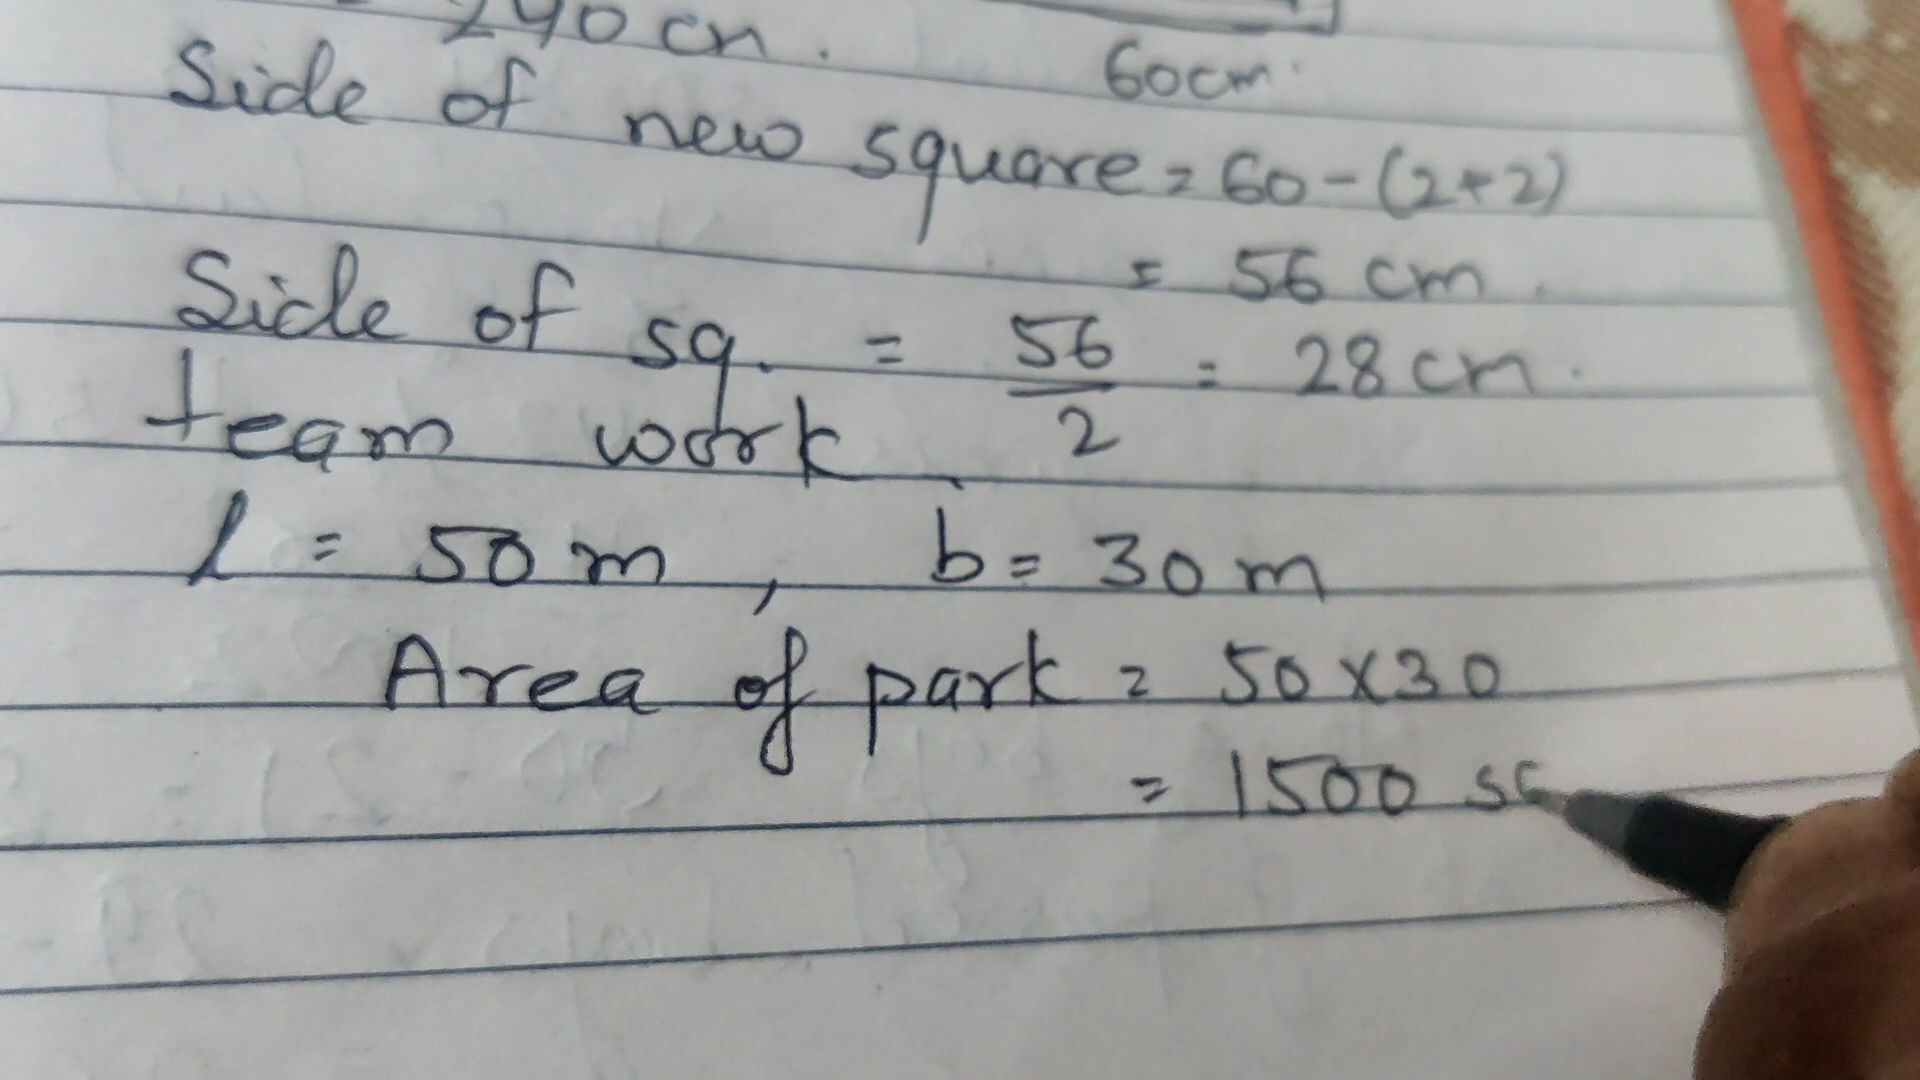 240 cm.
60cm.
Side of new square = 60 - (2+2)
= 56 cm.
Side of sq. = 56/2 = 28 cm.
team work
l = 50 m, b = 30 m
Area of park = 50 x 30
= 1500 sq